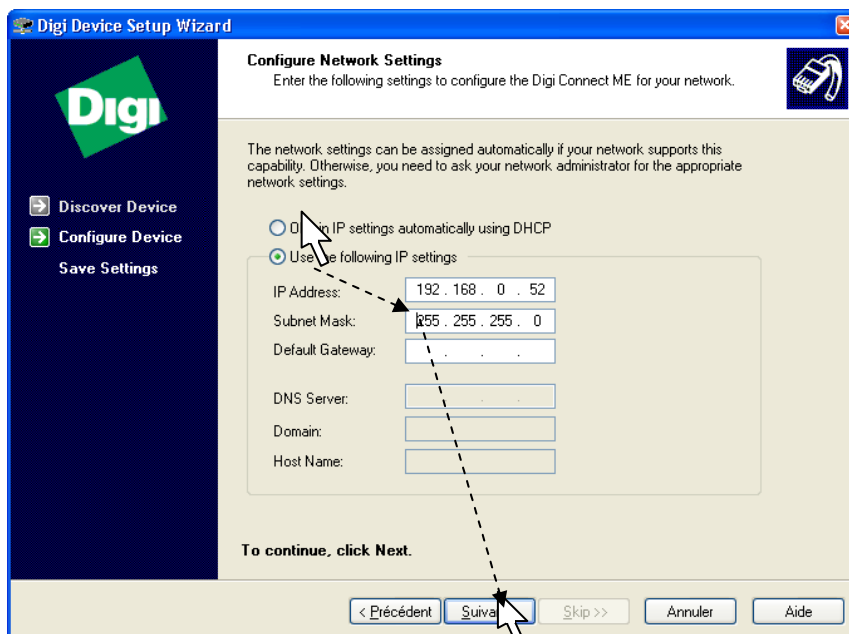 Digi Device Setup Wizard
Configure Network Settings
Enter the following settings to configure the Digi Connect ME for your network.
Digi
The network settings can be assigned automatically if your network supports this
capability. Otherwise, you need to ask your network administrator for the appropriate
network settings.
Discover Device
Configure Device
Save Settings
IP settings automatically using DHCP
Use the following IP settings
IP Address: 192 . 168 . 0 . 52
Subnet Mask: 255 . 255 . 255 . 0
Default Gateway: . . .
DNS Server: . . .
Domain:
Host Name:
To continue, click Next.
< Précédent Skip >> Annuler Aide